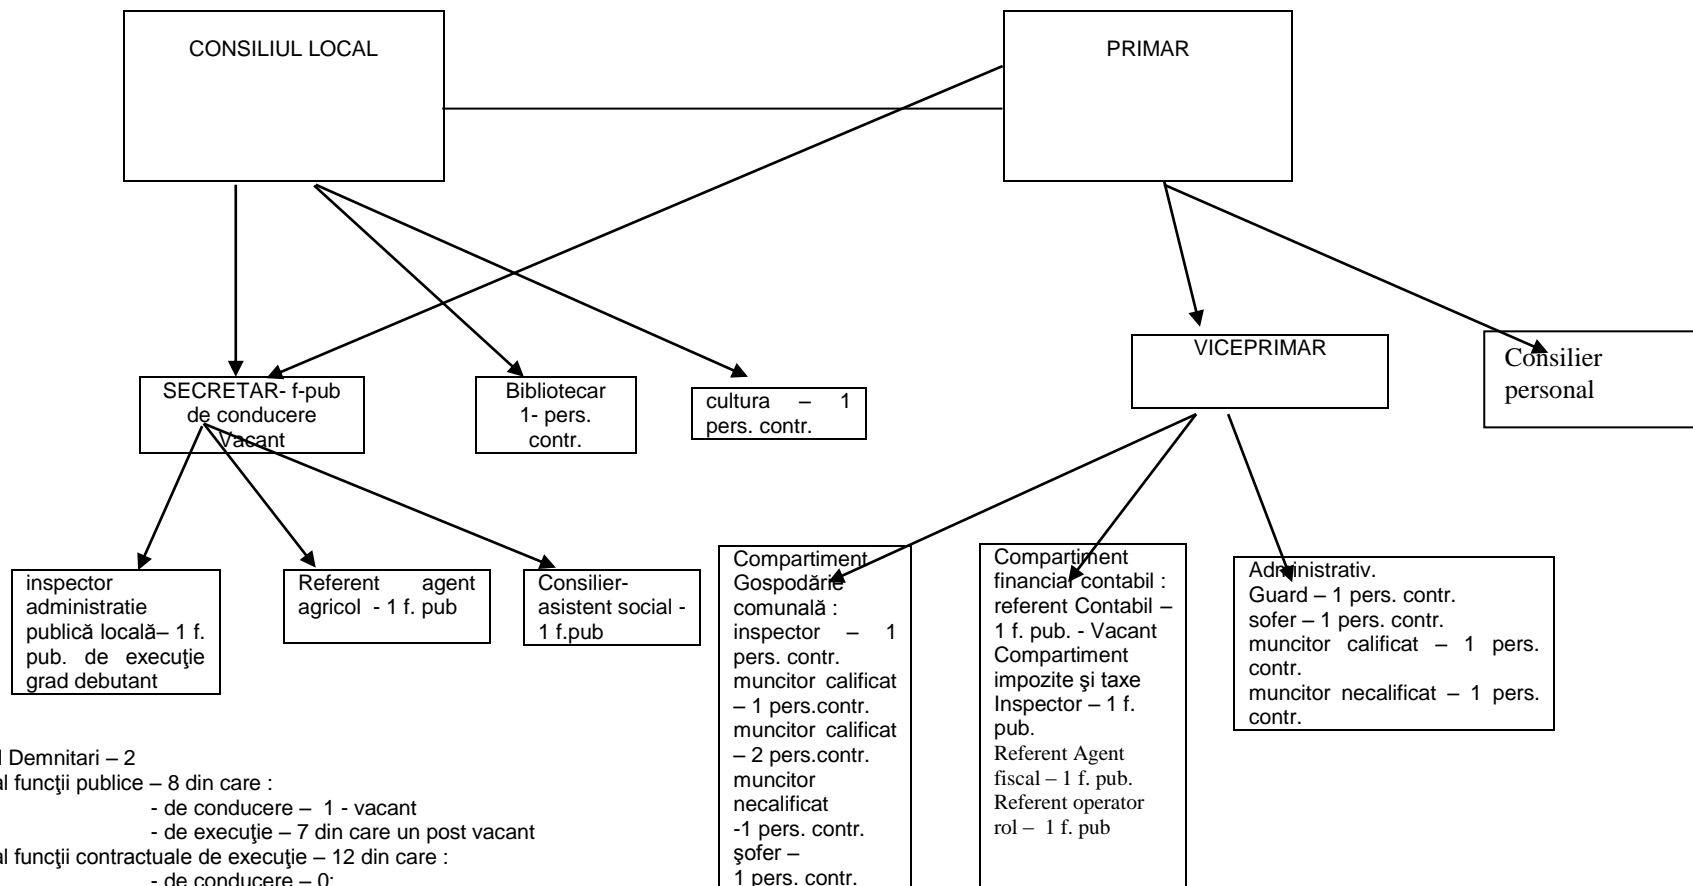 CONSILIUL LOCAL
PRIMAR
VICEPRIMAR
Consilier
personal
SECRETAR- f-pub
de conducere
Vacant
Bibliotecar
1- pers.
contr.
cultura – 1
pers. contr.
inspector
administratie
publică locală– 1 f.
pub. de execuţie
grad debutant
Referent agent
agricol - 1 f. pub
Consilier-
asistent social -
1 f.pub
Compartiment
Gospodărie
comunală :
inspector – 1
pers. contr.
muncitor calificat
– 1 pers.contr.
muncitor calificat
– 2 pers.contr.
muncitor
necalificat
-1 pers. contr.
şofer –
1 pers. contr.
Compartiment
financiar contabil :
referent Contabil –
1 f. pub. - Vacant
Compartiment
impozite şi taxe
Inspector – 1 f.
pub.
Referent Agent
fiscal – 1 f. pub.
Referent operator
rol – 1 f. pub
Administrativ.
Guard – 1 pers. contr.
sofer – 1 pers. contr.
muncitor calificat – 1 pers.
contr.
muncitor necalificat – 1 pers.
contr.
l Demnitari – 2
al funcţii publice – 8 din care :
- de conducere – 1 - vacant
- de execuţie – 7 din care un post vacant
al funcţii contractuale de execuţie – 12 din care :
- de conducere – 0;